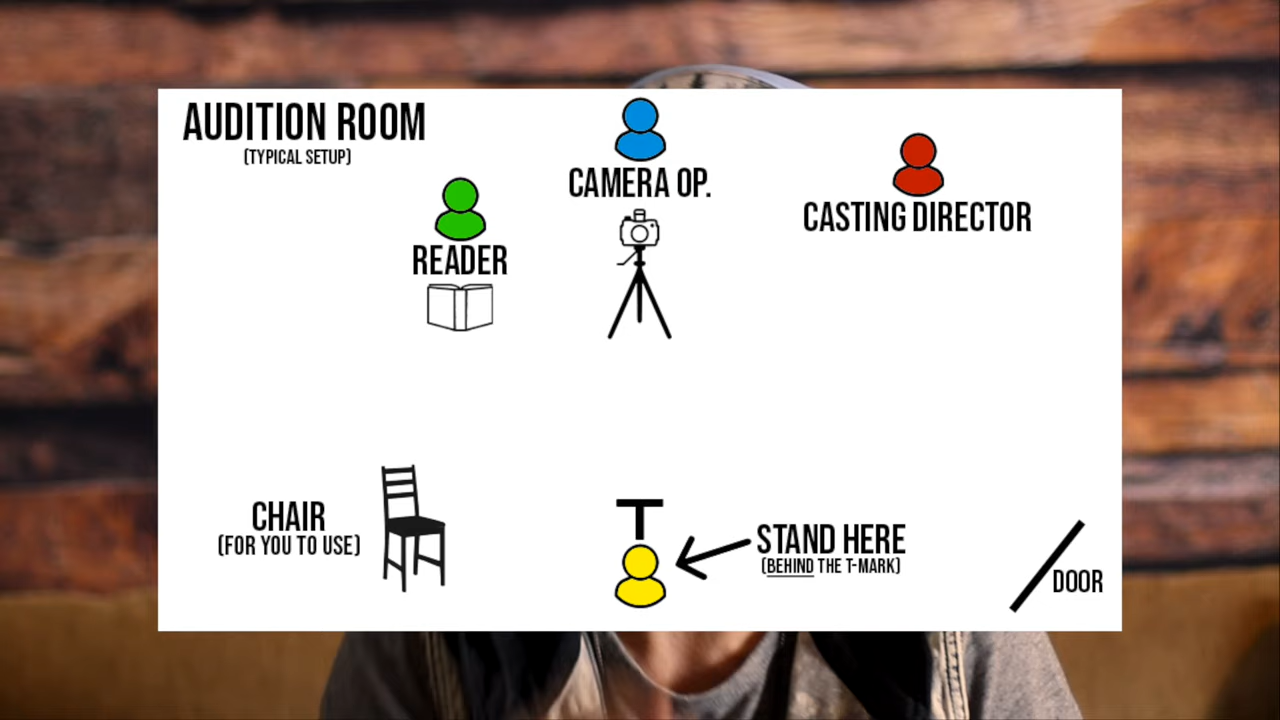 AUDITION ROOM
(TYPICAL SETUP)
CAMERA OP.
CASTING DIRECTOR
READER
CHAIR
(FOR YOU TO USE)
T
STAND HERE
(BEHIND THE T-MARK)
DOOR